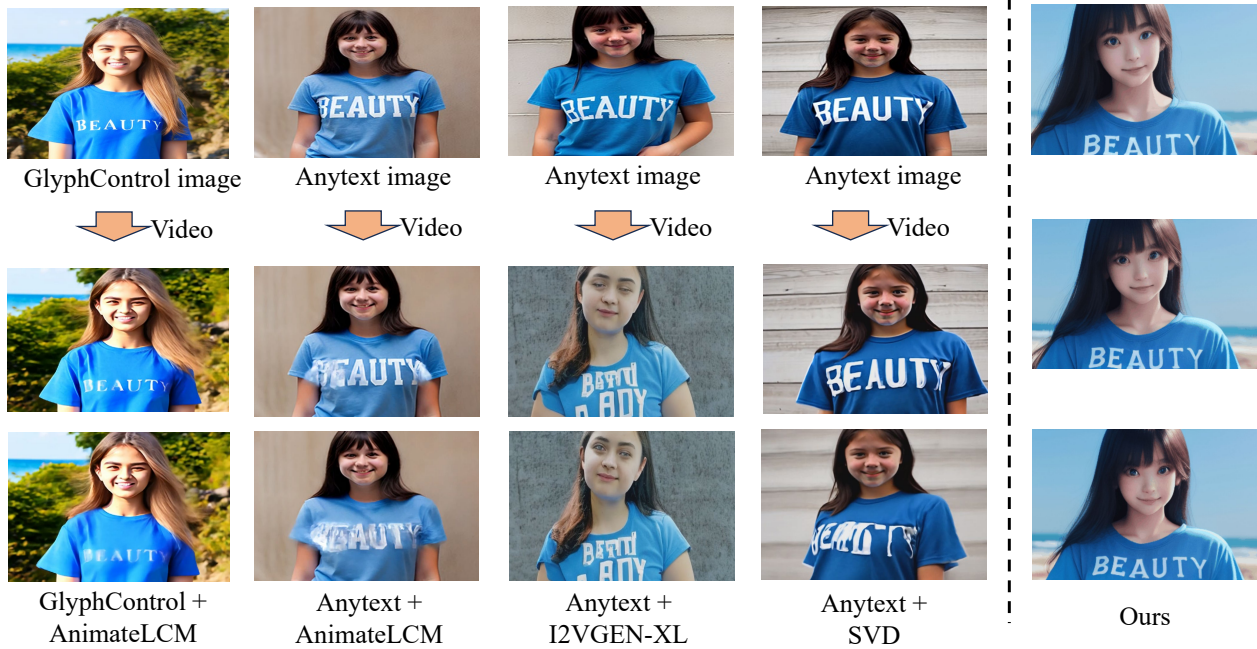 BEAUTY
BEAUTY
BEAUTY
BEAUTY
BEAUTY
GlyphControl image
Anytext image
Anytext image
Anytext image
Video
Video
Video
Video
BEAUTY
BEAUTY
BEAUTY
BEAUTY
BEAUTY
BEAUTY
BEAUTY
GlyphControl +
AnimateLCM
Anytext +
AnimateLCM
Anytext +
I2VGEN-XL
Anytext +
SVD
Ours